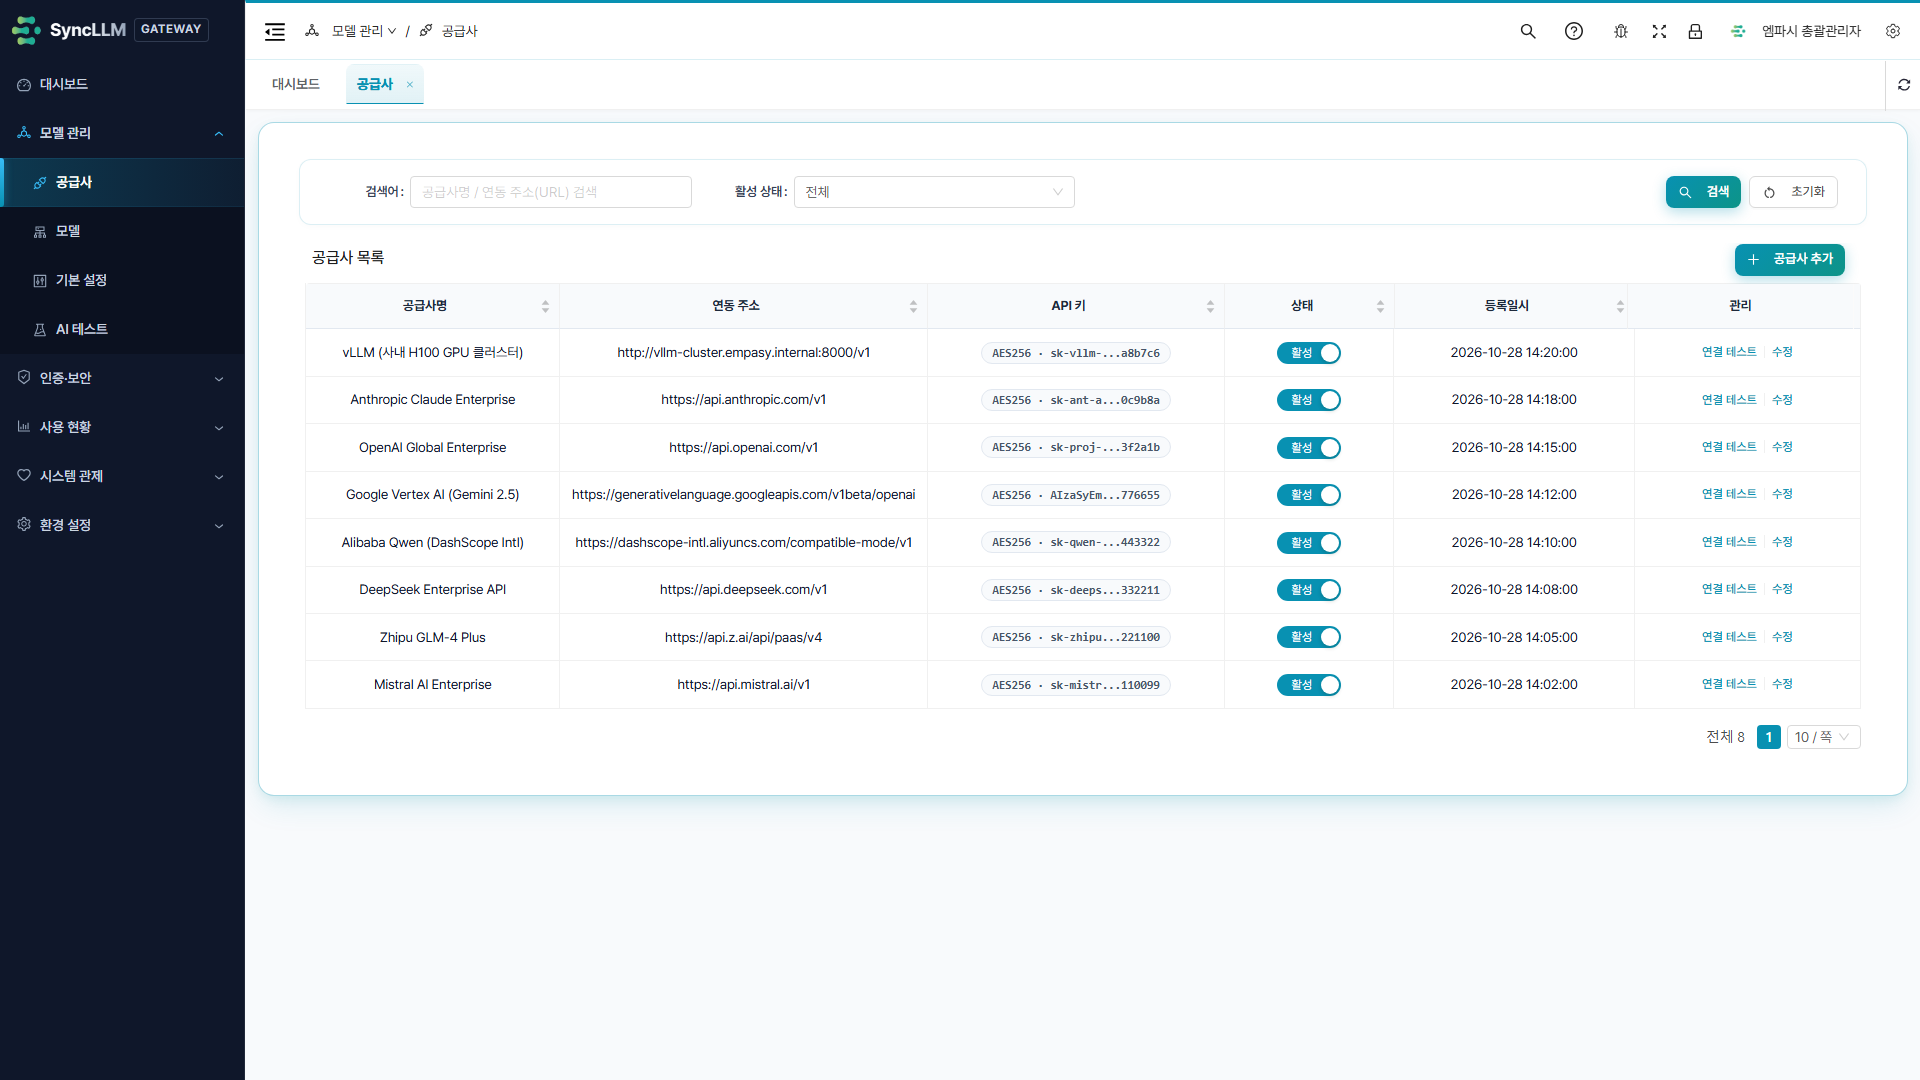 SyncLLM GATEWAY
모델 관리 / 공급사
엠파시 총괄관리자
대시보드
모델 관리
공급사
모델
기본 설정
AI 테스트
인증·보안
사용 현황
시스템 관제
환경 설정
대시보드 공급사 ×
검색어: 공급사명 / 연동 주소(URL) 검색 활성 상태: 전체 검색 초기화
공급사 목록 공급사 추가
공급사명 연동 주소 API 키 상태 등록일시 관리
vLLM (사내 H100 GPU 클러스터) http://vllm-cluster.empasy.internal:8000/v1 AES256 · sk-vllm-...a8b7c6 활성 2026-10-28 14:20:00 연결 테스트 수정
Anthropic Claude Enterprise https://api.anthropic.com/v1 AES256 · sk-ant-a...0c9b8a 활성 2026-10-28 14:18:00 연결 테스트 수정
OpenAI Global Enterprise https://api.openai.com/v1 AES256 · sk-proj-...3f2a1b 활성 2026-10-28 14:15:00 연결 테스트 수정
Google Vertex AI (Gemini 2.5) https://generativelanguage.googleapis.com/v1beta/openai AES256 · AIzaSyEm...776655 활성 2026-10-28 14:12:00 연결 테스트 수정
Alibaba Qwen (DashScope Intl) https://dashscope-intl.aliyuncs.com/compatible-mode/v1 AES256 · sk-qwen-...443322 활성 2026-10-28 14:10:00 연결 테스트 수정
DeepSeek Enterprise API https://api.deepseek.com/v1 AES256 · sk-deeps...332211 활성 2026-10-28 14:08:00 연결 테스트 수정
Zhipu GLM-4 Plus https://api.z.ai/api/paas/v4 AES256 · sk-zhipu...221100 활성 2026-10-28 14:05:00 연결 테스트 수정
Mistral AI Enterprise https://api.mistral.ai/v1 AES256 · sk-mistr...110099 활성 2026-10-28 14:02:00 연결 테스트 수정
전체 8 1 10 / 쪽